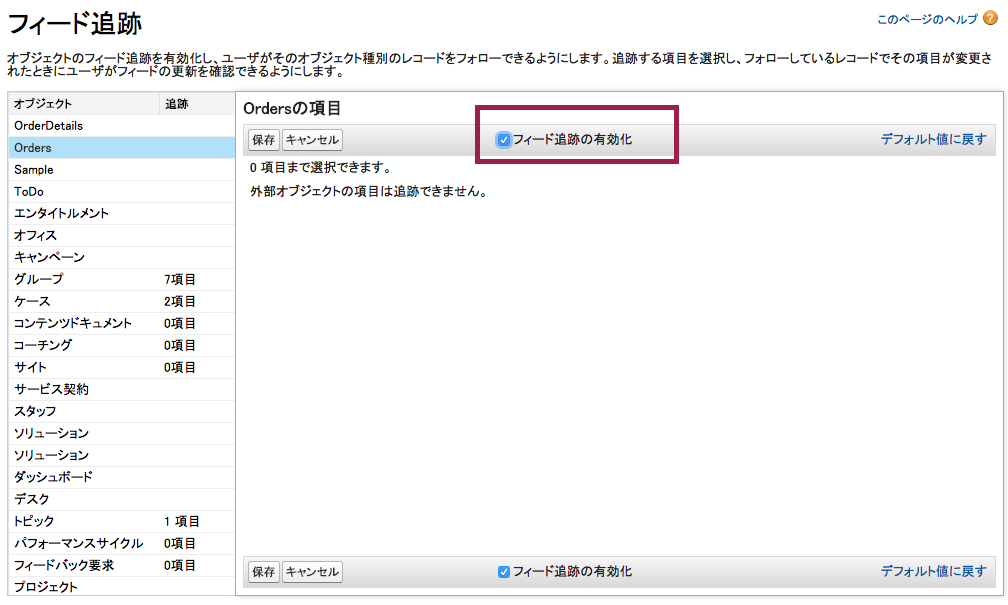 フィード追跡
このページのヘルプ ?
オブジェクトのフィード追跡を有効化し、ユーザがそのオブジェクト種別のレコードをフォローできるようにします。追跡する項目を選択し、フォローしているレコードでその項目が変更さ
れたときにユーザがフィードの更新を確認できるようにします。
オブジェクト 追跡
OrderDetails
Orders
Sample
ToDo
エンタイトルメント
オフィス
キャンペーン
グループ 7項目
ケース 2項目
コンテンツドキュメント 0項目
コーチング 0項目
サイト 0項目
サービス契約
スタッフ
ソリューション
ソリューション
ダッシュボード
デスク
トピック 1 項目
パフォーマンスサイクル 0項目
フィードバック要求 0項目
プロジェクト
Ordersの項目
保存 キャンセル フィード追跡の有効化 デフォルト値に戻す
0 項目まで選択できます。
外部オブジェクトの項目は追跡できません。
保存 キャンセル フィード追跡の有効化 デフォルト値に戻す